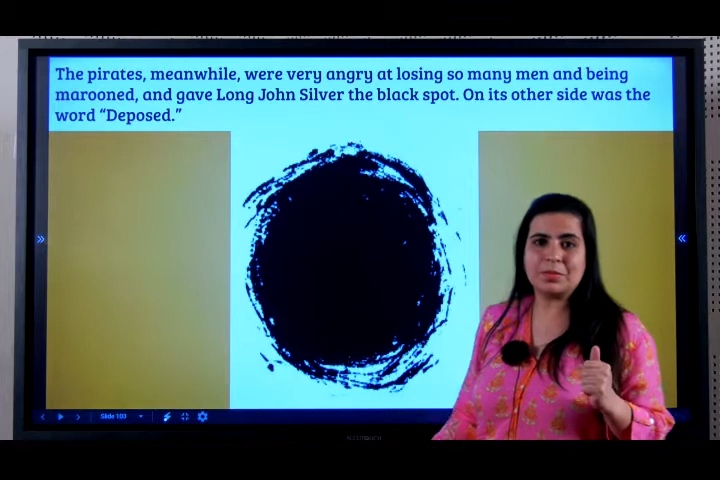 The pirates, meanwhile, were very angry at losing so many men and being
marooned, and gave Long John Silver the black spot. On its other side was the
word “Deposed.”
Slide 103